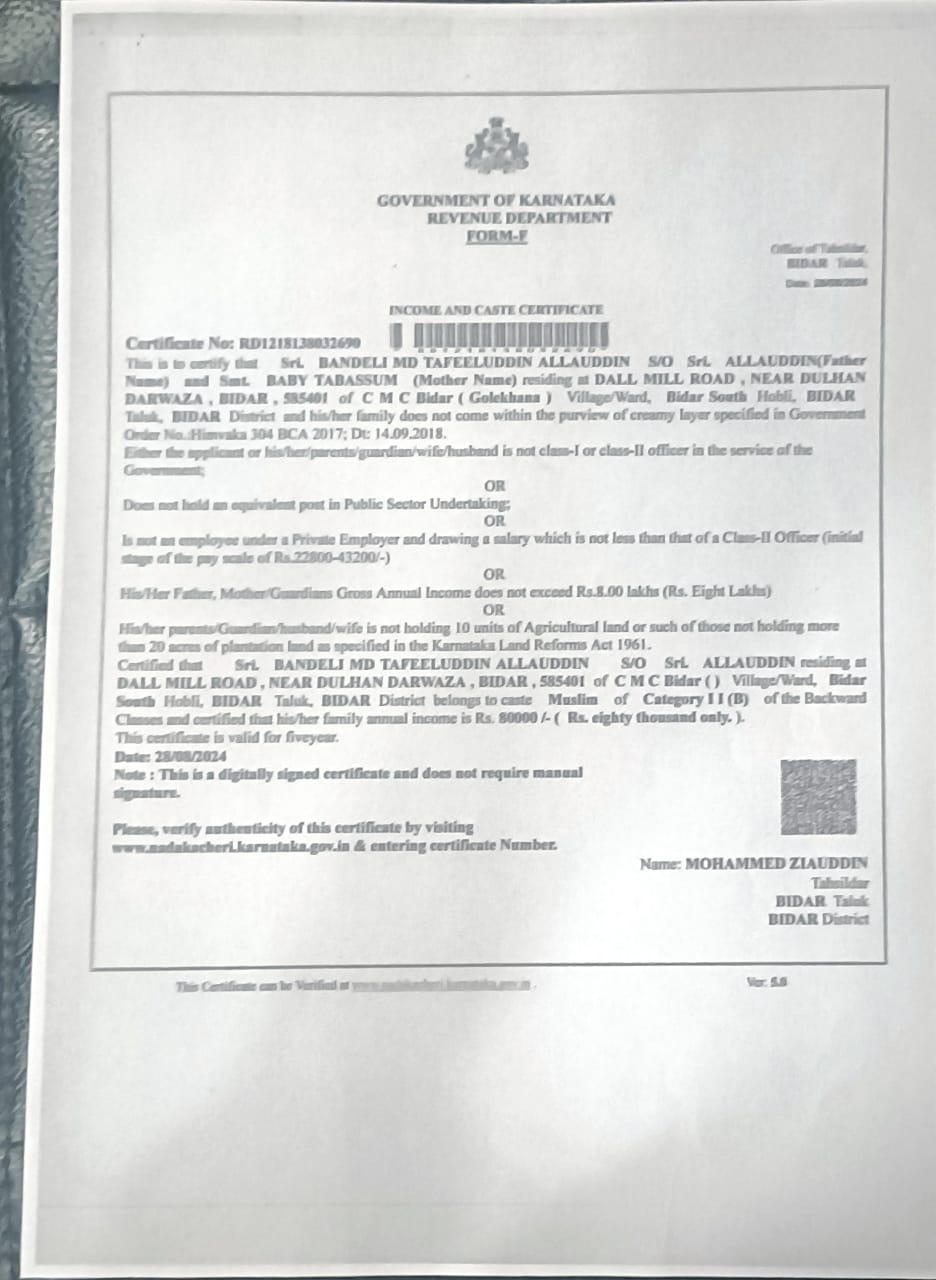 GOVERNMENT OF KARNATAKA
REVENUE DEPARTMENT
FORM-F
Office of Tahsildar,
BIDAR Taluk
Date: 28/08/2024
INCOME AND CASTE CERTIFICATE
Certificate No: RD1218138032690
This is to certify that Sri. BANDELI MD TAFEELUDDIN ALLAUDDIN S/O Sri. ALLAUDDIN(Father
Name) and Smt. BABY TABASSUM (Mother Name) residing at DALL MILL ROAD , NEAR DULHAN
DARWAZA , BIDAR , 585401 of C M C Bidar ( Golekhana ) Village/Ward, Bidar South Hobli, BIDAR
Taluk, BIDAR District and his/her family does not come within the purview of creamy layer specified in Government
Order No.:Himvaka 304 BCA 2017; Dt: 14.09.2018.
Either the applicant or his/her/parents/guardian/wife/husband is not class-I or class-II officer in the service of the
Government;
OR
Does not hold an equivalent post in Public Sector Undertaking;
OR
Is not an employee under a Private Employer and drawing a salary which is not less than that of a Class-II Officer (initial
stage of the pay scale of Rs.22800-43200/-)
OR
His/Her Father, Mother/Guardians Gross Annual Income does not exceed Rs.8.00 lakhs (Rs. Eight Lakhs)
OR
His/her parents/Guardian/husband/wife is not holding 10 units of Agricultural land or such of those not holding more
than 20 acres of plantation land as specified in the Karnataka Land Reforms Act 1961.
Certified that Sri. BANDELI MD TAFEELUDDIN ALLAUDDIN S/O Sri. ALLAUDDIN residing at
DALL MILL ROAD , NEAR DULHAN DARWAZA , BIDAR , 585401 of C M C Bidar ( ) Village/Ward, Bidar
South Hobli, BIDAR Taluk, BIDAR District belongs to caste Muslim of Category I I (B) of the Backward
Classes and certified that his/her family annual income is Rs. 80000 /- ( Rs. eighty thousand only. ).
This certificate is valid for fiveyear.
Date: 28/08/2024
Note : This is a digitally signed certificate and does not require manual
signature.
Please, verify authenticity of this certificate by visiting
www.nadakacheri.karnataka.gov.in & entering certificate Number.
Name: MOHAMMED ZIAUDDIN
Tahsildar
BIDAR Taluk
BIDAR District
This Certificate can be Verified at www.nadakacheri.karnataka.gov.in .
Ver: 5.0